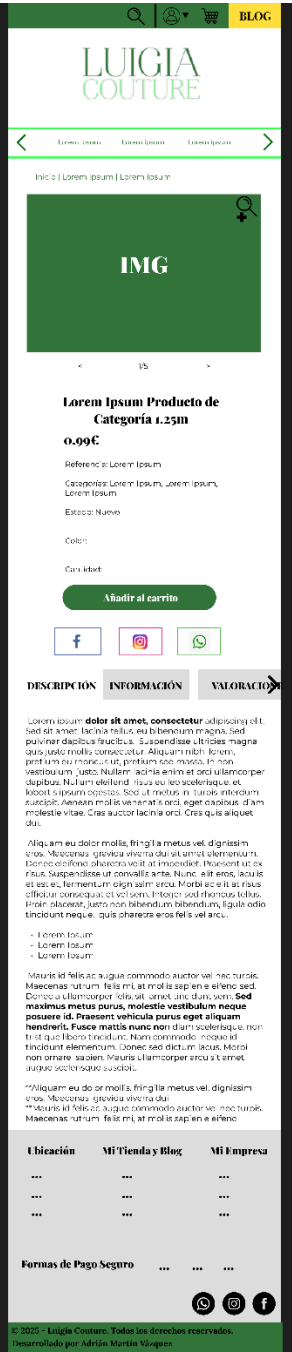 BLOG
LUIGIA
COUTURE
Lorem Ipsum Lorem Ipsum Lorem Ipsum
Inicio | Lorem Ipsum | Lorem Ipsum
IMG
< 1/5 >
Lorem Ipsum Producto de
Categoría 1.25m
0.99€
Referencia: Lorem Ipsum
Categorías: Lorem Ipsum, Lorem Ipsum,
Lorem Ipsum
Estado: Nuevo
Color:
Cantidad:
Añadir al carrito
DESCRIPCIÓN INFORMACIÓN VALORACION
Lorem ipsum dolor sit amet, consectetur adipiscing elit.
Sed sit amet lacinia tellus, eu bibendum magna. Sed
pulvinar dapibus faucibus. Suspendisse ultricies magna
quis justo mollis consectetur. Aliquam nibh lorem,
pretium eu rhoncus ut, pretium sed massa. In non
vestibulum justo. Nullam lacinia enim et orci ullamcorper
dapibus. Nullam eleifend risus eu leo scelerisque, et
lobortis ipsum egestas. Sed ut metus in turpis interdum
suscipit. Aenean mollis venenatis orci, eget dapibus diam
molestie vitae. Cras auctor lacinia orci. Cras quis aliquet
dui.
Aliquam eu dolor mollis, fringilla metus vel, dignissim
eros. Maecenas gravida viverra dui sit amet elementum.
Donec eleifend pharetra velit at imperdiet. Praesent ut ex
risus. Suspendisse ut convallis ante. Nunc elit eros, iaculis
et est et, fermentum dignissim arcu. Morbi ac elit at risus
efficitur consequat et vel sem. Integer sed rhoncus tellus.
Proin placerat, justo non bibendum bibendum, ligula odio
tincidunt neque, quis pharetra eros felis vel arcu.
- Lorem Ipsum
- Lorem Ipsum
- Lorem Ipsum
Mauris id felis ac augue commodo auctor vel nec turpis.
Maecenas rutrum felis mi, at mollis sapien eleifend sed.
Donec a ullamcorper felis, sit amet tincidunt sem. Sed
maximus metus purus, molestie vestibulum neque
posuere id. Praesent vehicula purus eget aliquam
hendrerit. Fusce mattis nunc non diam scelerisque, non
tristique libero tincidunt. Nam commodo neque id
tincidunt elementum. Donec sed dictum lacus. Morbi
non ornare sapien. Mauris ullamcorper arcu sit amet
augue scelerisque suscipit.
**Aliquam eu dolor mollis, fringilla metus vel, dignissim
eros. Maecenas gravida viverra dui
**Mauris id felis ac augue commodo auctor vel nec turpis.
Maecenas rutrum felis mi, at mollis sapien eleifend
Ubicación Mi Tienda y Blog Mi Empresa
... ... ...
... ... ...
... ... ...
Formas de Pago Seguro ... ... ...
© 2025 - Luigia Couture. Todos los derechos reservados.
Desarrollado por Adrián Martín Vázquez